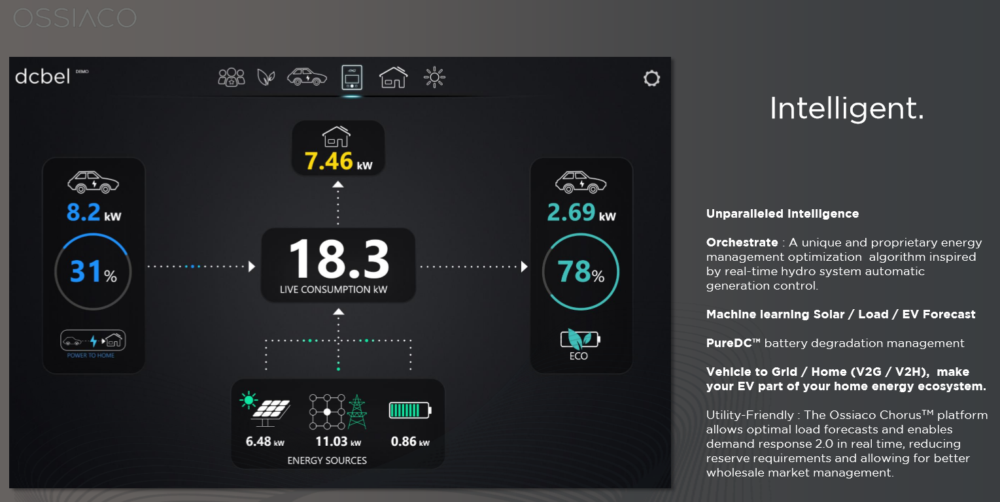 OSSIACO
dcbel DEMO
Intelligent.
7.46 kW
8.2 kW
31%
POWER TO HOME
18.3
LIVE CONSUMPTION kW
2.69 kW
78%
ECO
6.48 kW 11.03 kW 0.86 kW
ENERGY SOURCES
Unparalleled Intelligence
Orchestrate : A unique and proprietary energy
management optimization algorithm inspired
by real-time hydro system automatic
generation control.
Machine learning Solar / Load / EV Forecast
PureDC™ battery degradation management
Vehicle to Grid / Home (V2G / V2H), make
your EV part of your home energy ecosystem.
Utility-Friendly : The Ossiaco Chorus™ platform
allows optimal load forecasts and enables
demand response 2.0 in real time, reducing
reserve requirements and allowing for better
wholesale market management.